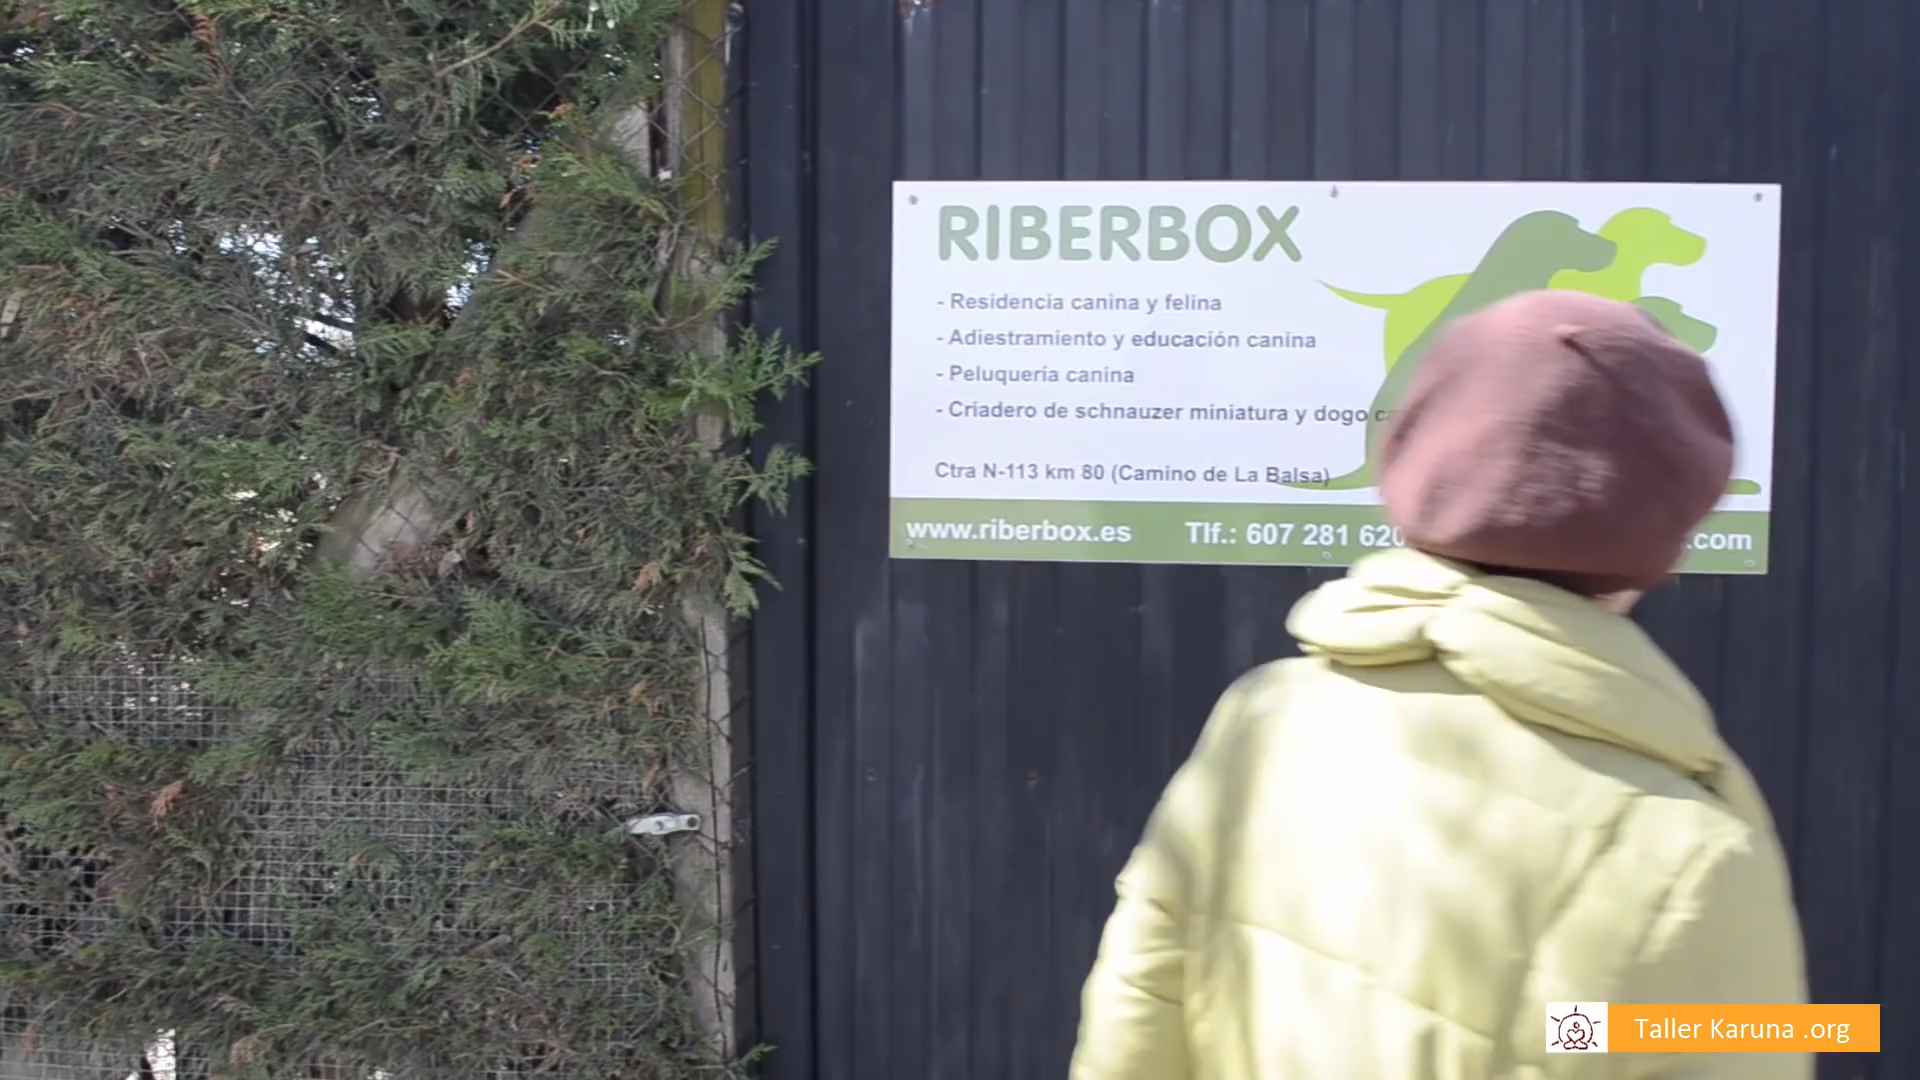 RIBERBOX
- Residencia canina y felina
- Adiestramiento y educación canina
- Peluquería canina
- Criadero de schnauzer miniatura y dogo
Ctra N-113 km 80 (Camino de La Balsa)
www.riberbox.es Tlf.: 607 281 620 .com
Taller Karuna .org